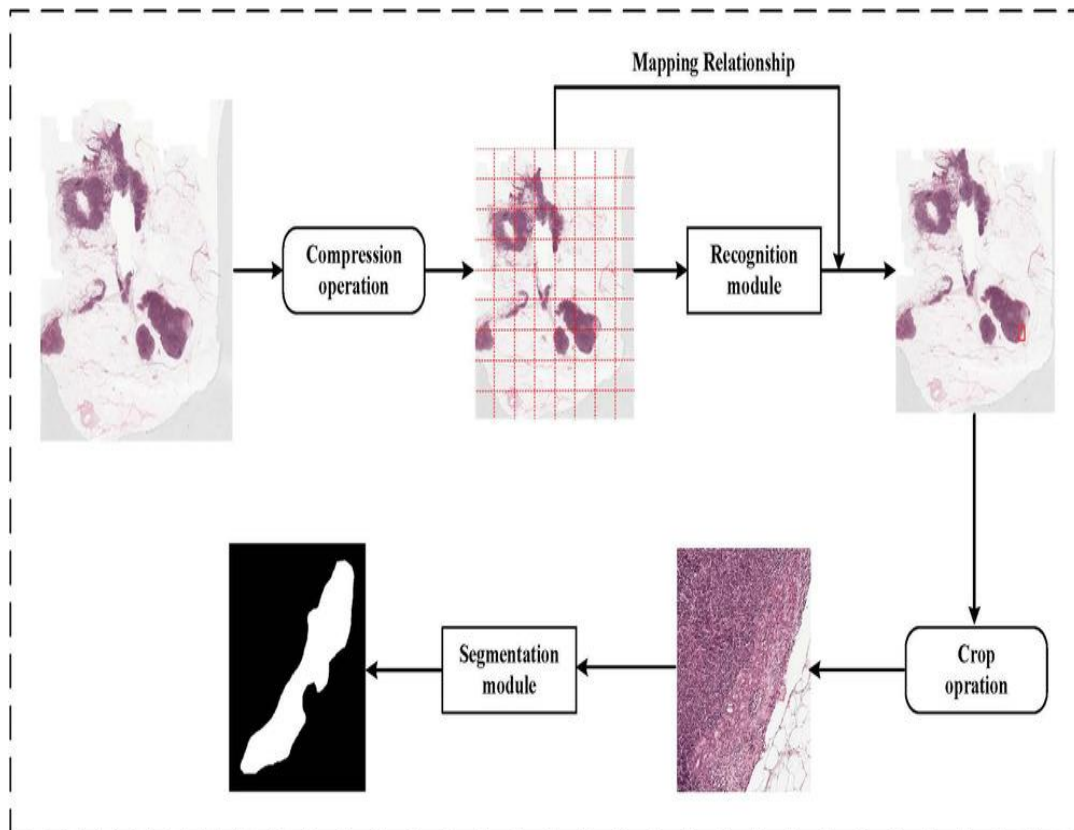 Mapping Relationship
Compression
operation
Recognition
module
Segmentation
module
Crop
opration